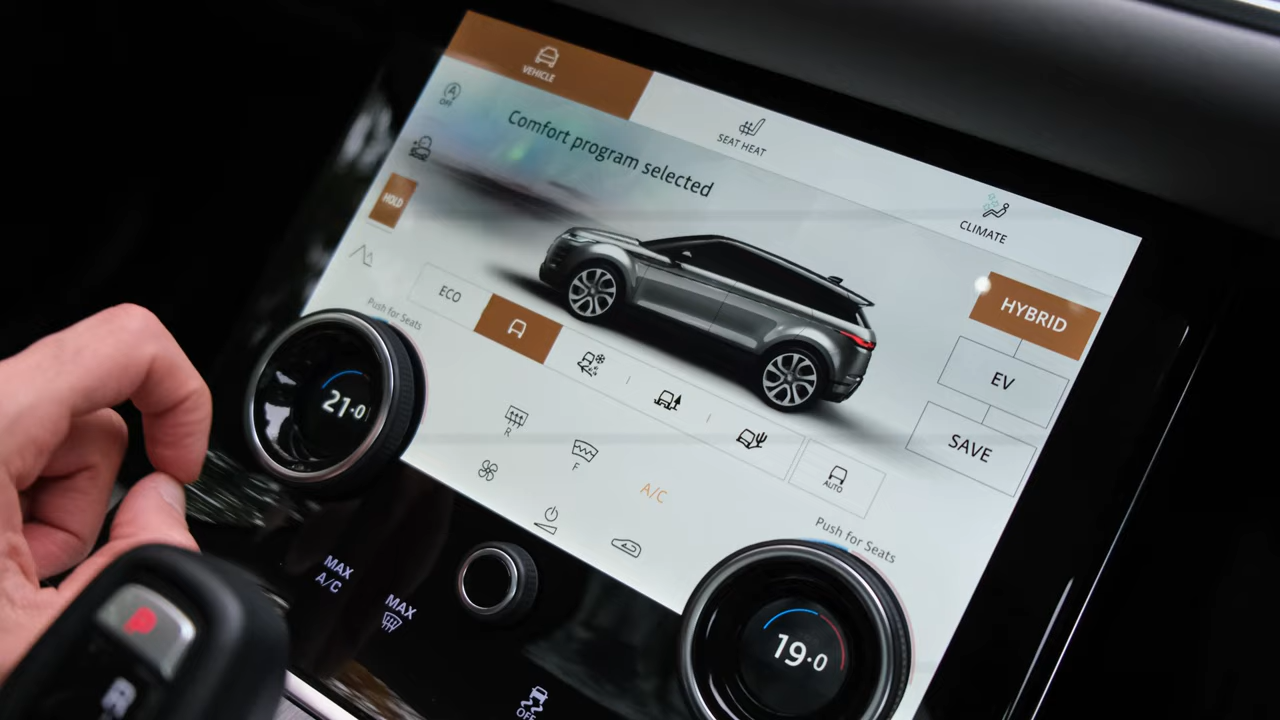 VEHICLE
SEAT HEAT
CLIMATE
OFF
Comfort program selected
HOLD
HYBRID
EV
SAVE
ECO
AUTO
Push for Seats
21.0
R
F
A/C
Push for Seats
19.0
MAX
A/C
MAX
OFF
P
R